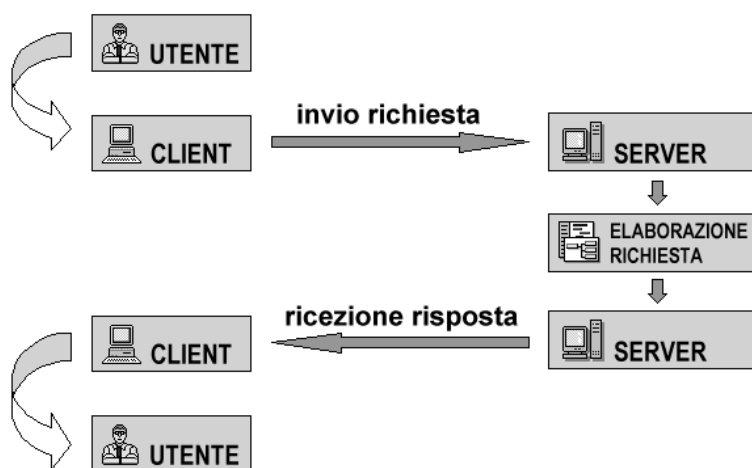 UTENTE
invio richiesta
CLIENT
SERVER
ELABORAZIONE
RICHIESTA
ricezione risposta
CLIENT
SERVER
UTENTE